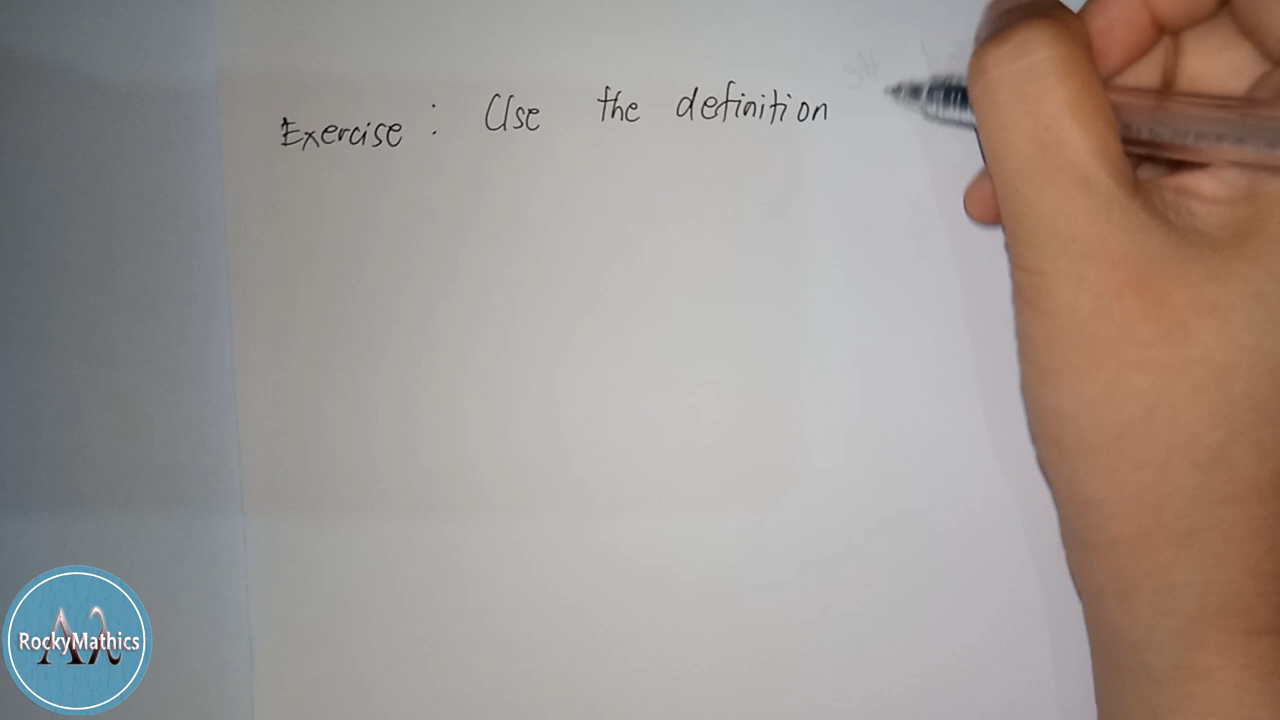 Exercise : Use the definition
RockyMathics